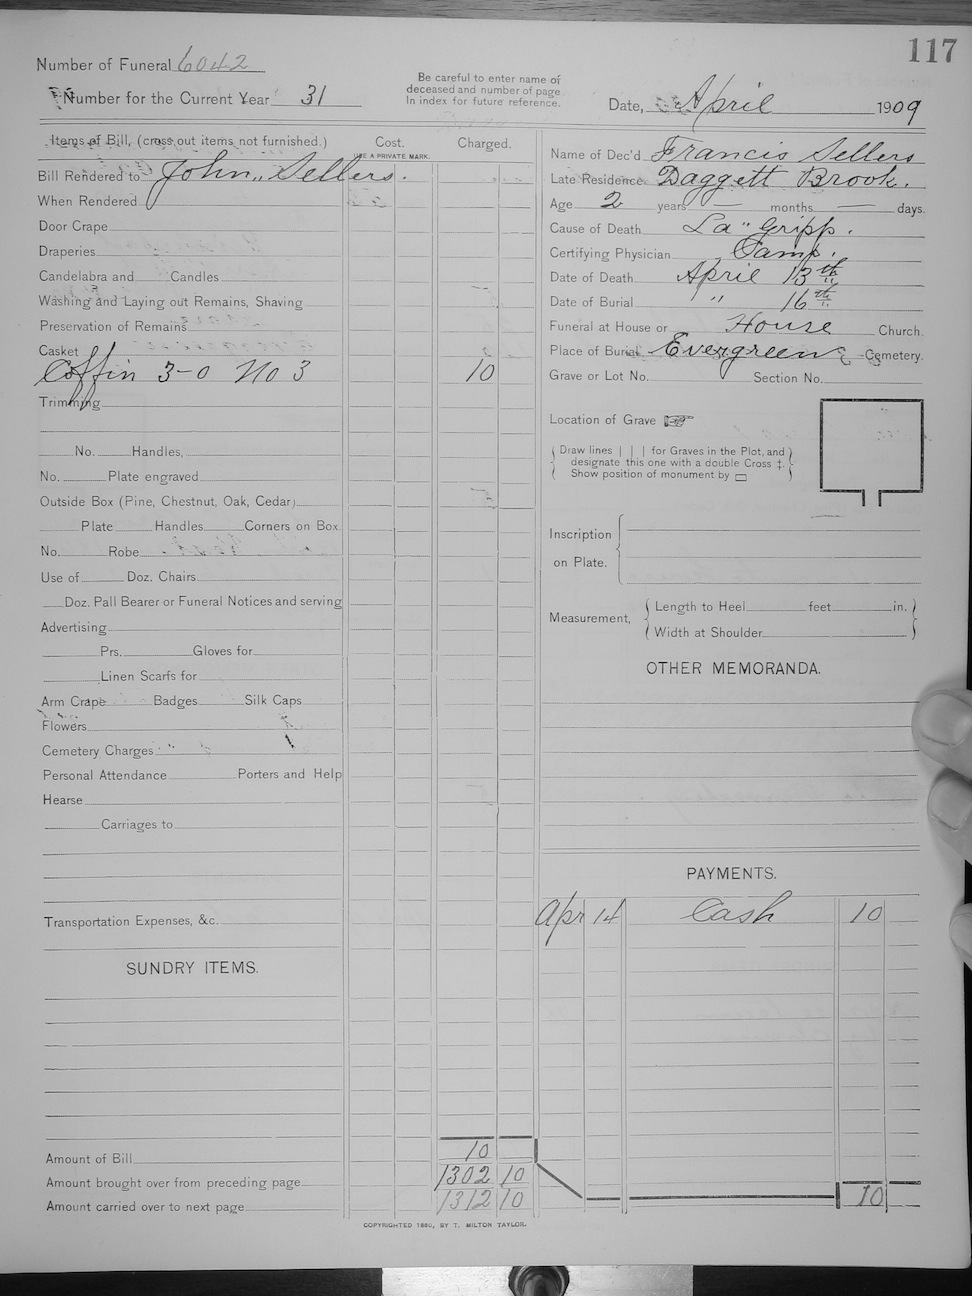 117
Number of Funeral 6042
Number for the Current Year 31
Be careful to enter name of
deceased and number of page
In index for future reference.
Date, April 1909
Items of Bill, (cross out items not furnished.) Cost. Charged.
USE A PRIVATE MARK.
Bill Rendered to John Sellers.
When Rendered
Door Crape
Draperies
Candelabra and Candles
Washing and Laying out Remains, Shaving
Preservation of Remains
Casket
Coffin 3-0 No 3 10
Trimming
No. Handles,
No. Plate engraved
Outside Box (Pine, Chestnut, Oak, Cedar)
Plate Handles Corners on Box
No. Robe
Use of Doz. Chairs
Doz. Pall Bearer or Funeral Notices and serving
Advertising
Prs. Gloves for
Linen Scarfs for
Arm Crape Badges Silk Caps
Flowers
Cemetery Charges
Personal Attendance Porters and Help
Hearse
Carriages to
Transportation Expenses, &c.
SUNDRY ITEMS.
Amount of Bill 10
Amount brought over from preceding page 1302 10
Amount carried over to next page 1312 10
Name of Dec'd Francis Sellers
Late Residence Daggett Brook.
Age 2 years — months — days.
Cause of Death La" Gripp.
Certifying Physician Camp.
Date of Death April 13th
Date of Burial " 16th
Funeral at House or House Church.
Place of Burial Evergreen Cemetery.
Grave or Lot No. Section No.
Location of Grave ☞
Draw lines | | | for Graves in the Plot, and
designate this one with a double Cross ‡.
Show position of monument by ▭
Inscription
on Plate.
Measurement,
Length to Heel feet in.
Width at Shoulder
OTHER MEMORANDA.
PAYMENTS.
Apr 14 Cash 10
10
COPYRIGHTED 1880, BY T. MILTON TAYLOR.